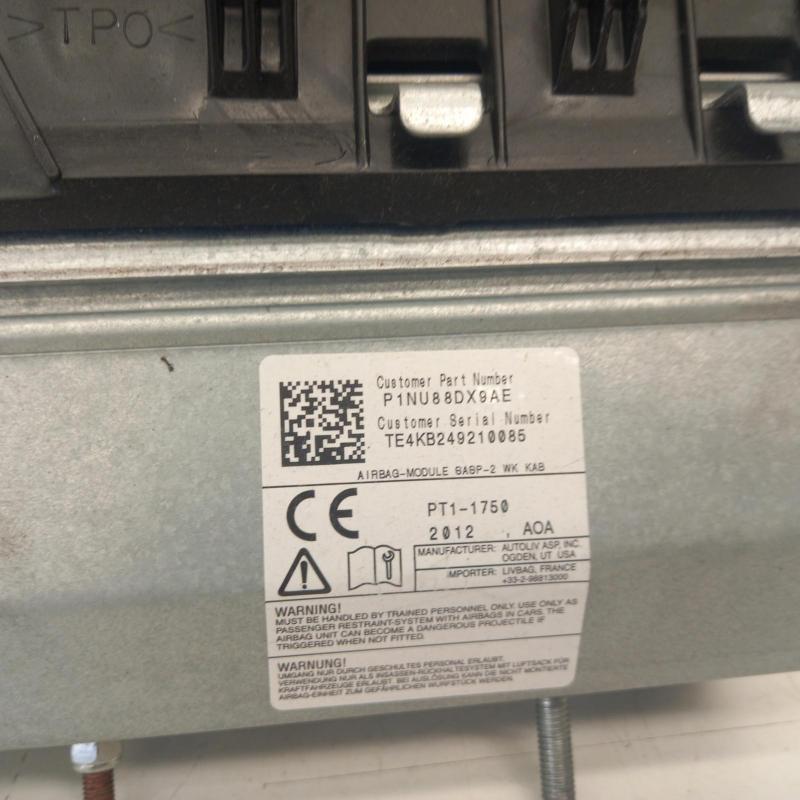 >TPO<
Customer Part Number
P1NU88DX9AE
Customer Serial Number
TE4KB249210085
AIRBAG-MODULE BABP-2 WK KAB
CE
PT1-1750
2012 , AOA
MANUFACTURER: AUTOLIV ASP, INC.
OGDEN, UT USA
IMPORTER: LIVBAG, FRANCE
+33-2-98813000
WARNING!
MUST BE HANDLED BY TRAINED PERSONNEL ONLY. USE ONLY AS
PASSENGER RESTRAINT-SYSTEM WITH AIRBAGS IN CARS. THE
AIRBAG UNIT CAN BECOME A DANGEROUS PROJECTILE IF
TRIGGERED WHEN NOT FITTED.
WARNUNG!
UMGANG NUR DURCH GESCHULTES PERSONAL ERLAUBT.
VERWENDUNG NUR ALS INSASSEN-RÜCKHALTESYSTEM MIT LUFTSACK FÜR
KRAFTFAHRZEUGE ERLAUBT. BEI AUSLÖSUNG KANN DIE NICHT MONTIERTE
AIRBAG-EINHEIT ZUM GEFÄHRLICHEN WURFSTÜCK WERDEN.